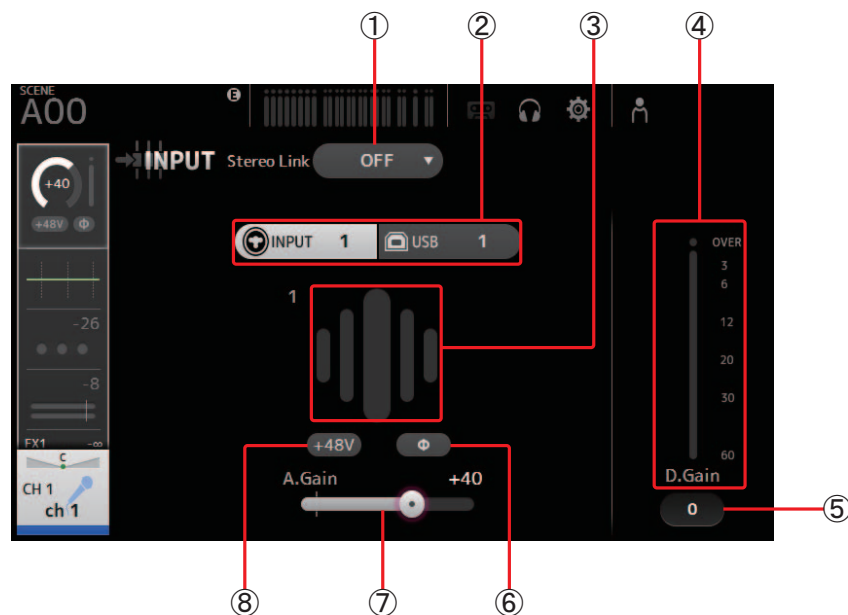 ① ② ③ ④
SCENE
A00
E
INPUT Stereo Link OFF ▼
+40
+48V Φ
INPUT 1 USB 1
1
-26
-8
FX1 -∞
C
CH 1
ch 1
+48V Φ
A.Gain +40
OVER
3
6
12
20
30
60
D.Gain
0
⑤
⑧ ⑦ ⑥